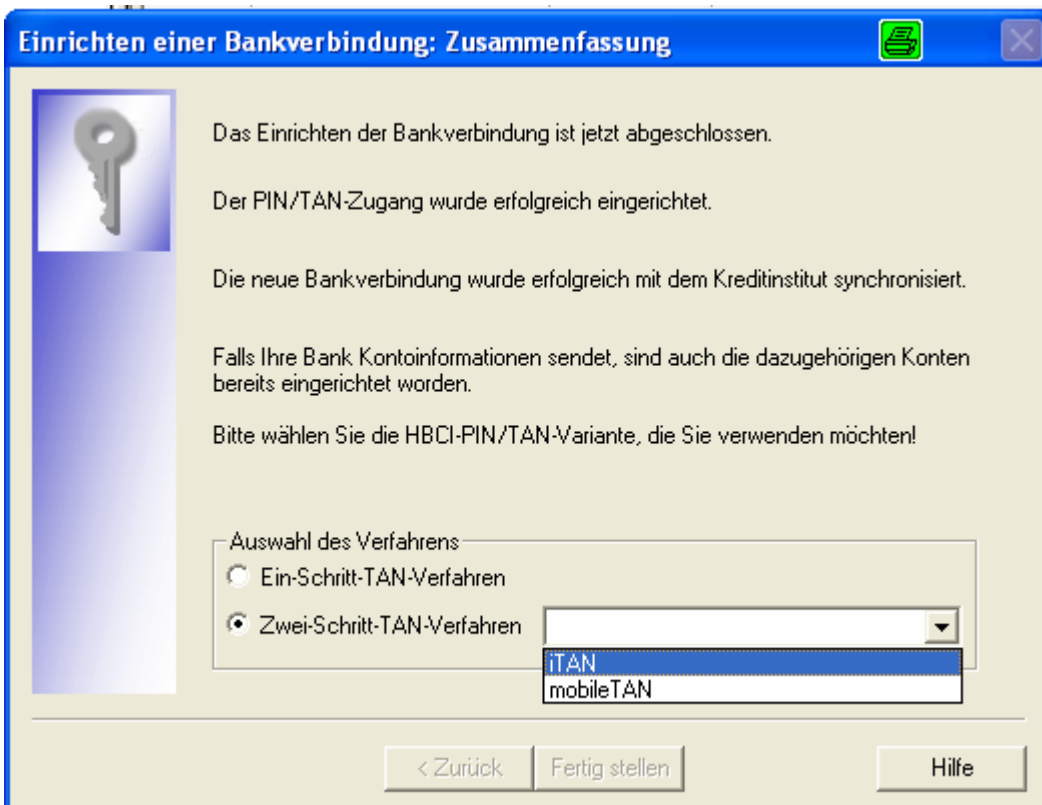 Einrichten einer Bankverbindung: Zusammenfassung
Das Einrichten der Bankverbindung ist jetzt abgeschlossen.
Der PIN/TAN-Zugang wurde erfolgreich eingerichtet.
Die neue Bankverbindung wurde erfolgreich mit dem Kreditinstitut synchronisiert.
Falls Ihre Bank Kontoinformationen sendet, sind auch die dazugehörigen Konten
bereits eingerichtet worden.
Bitte wählen Sie die HBCI-PIN/TAN-Variante, die Sie verwenden möchten!
Auswahl des Verfahrens
Ein-Schritt-TAN-Verfahren
Zwei-Schritt-TAN-Verfahren
iTAN
mobileTAN
< Zurück
Fertig stellen
Hilfe